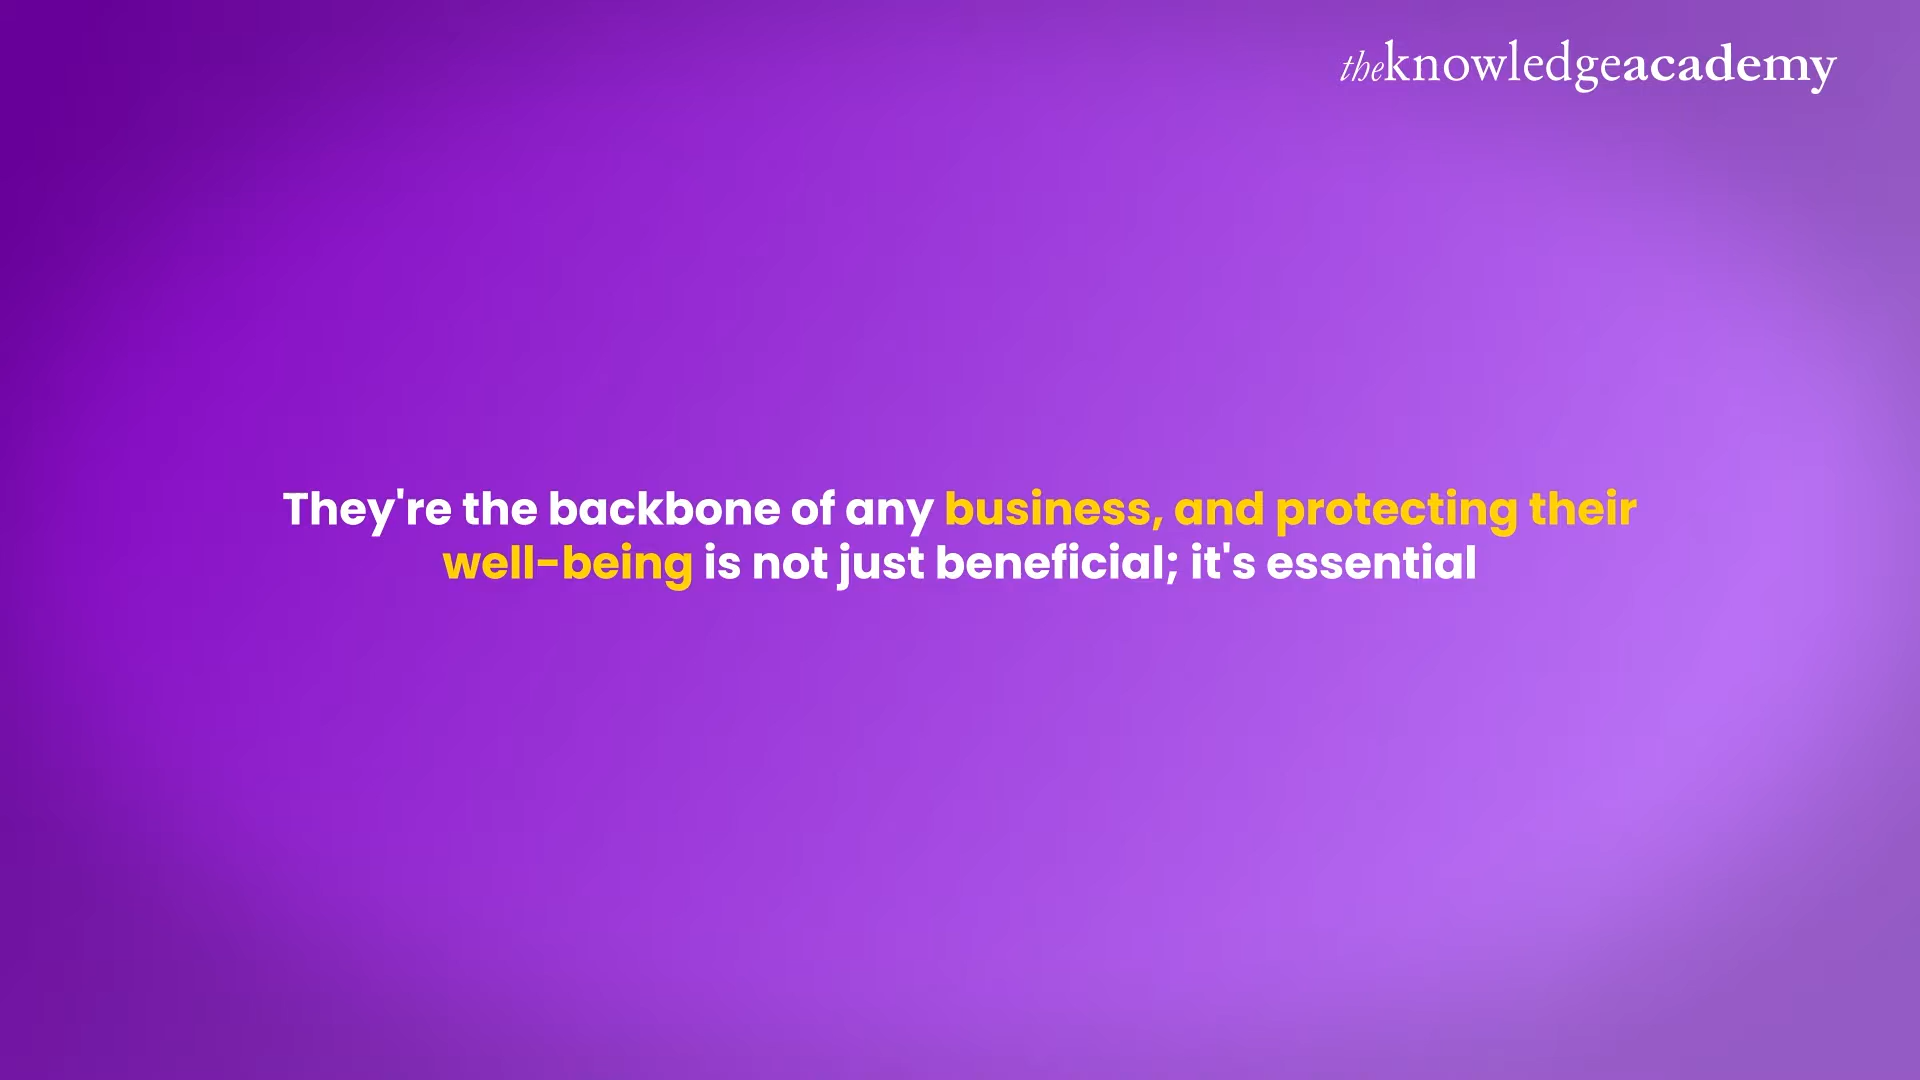 theknowledgeacademy
They're the backbone of any business, and protecting their
well-being is not just beneficial; it's essential